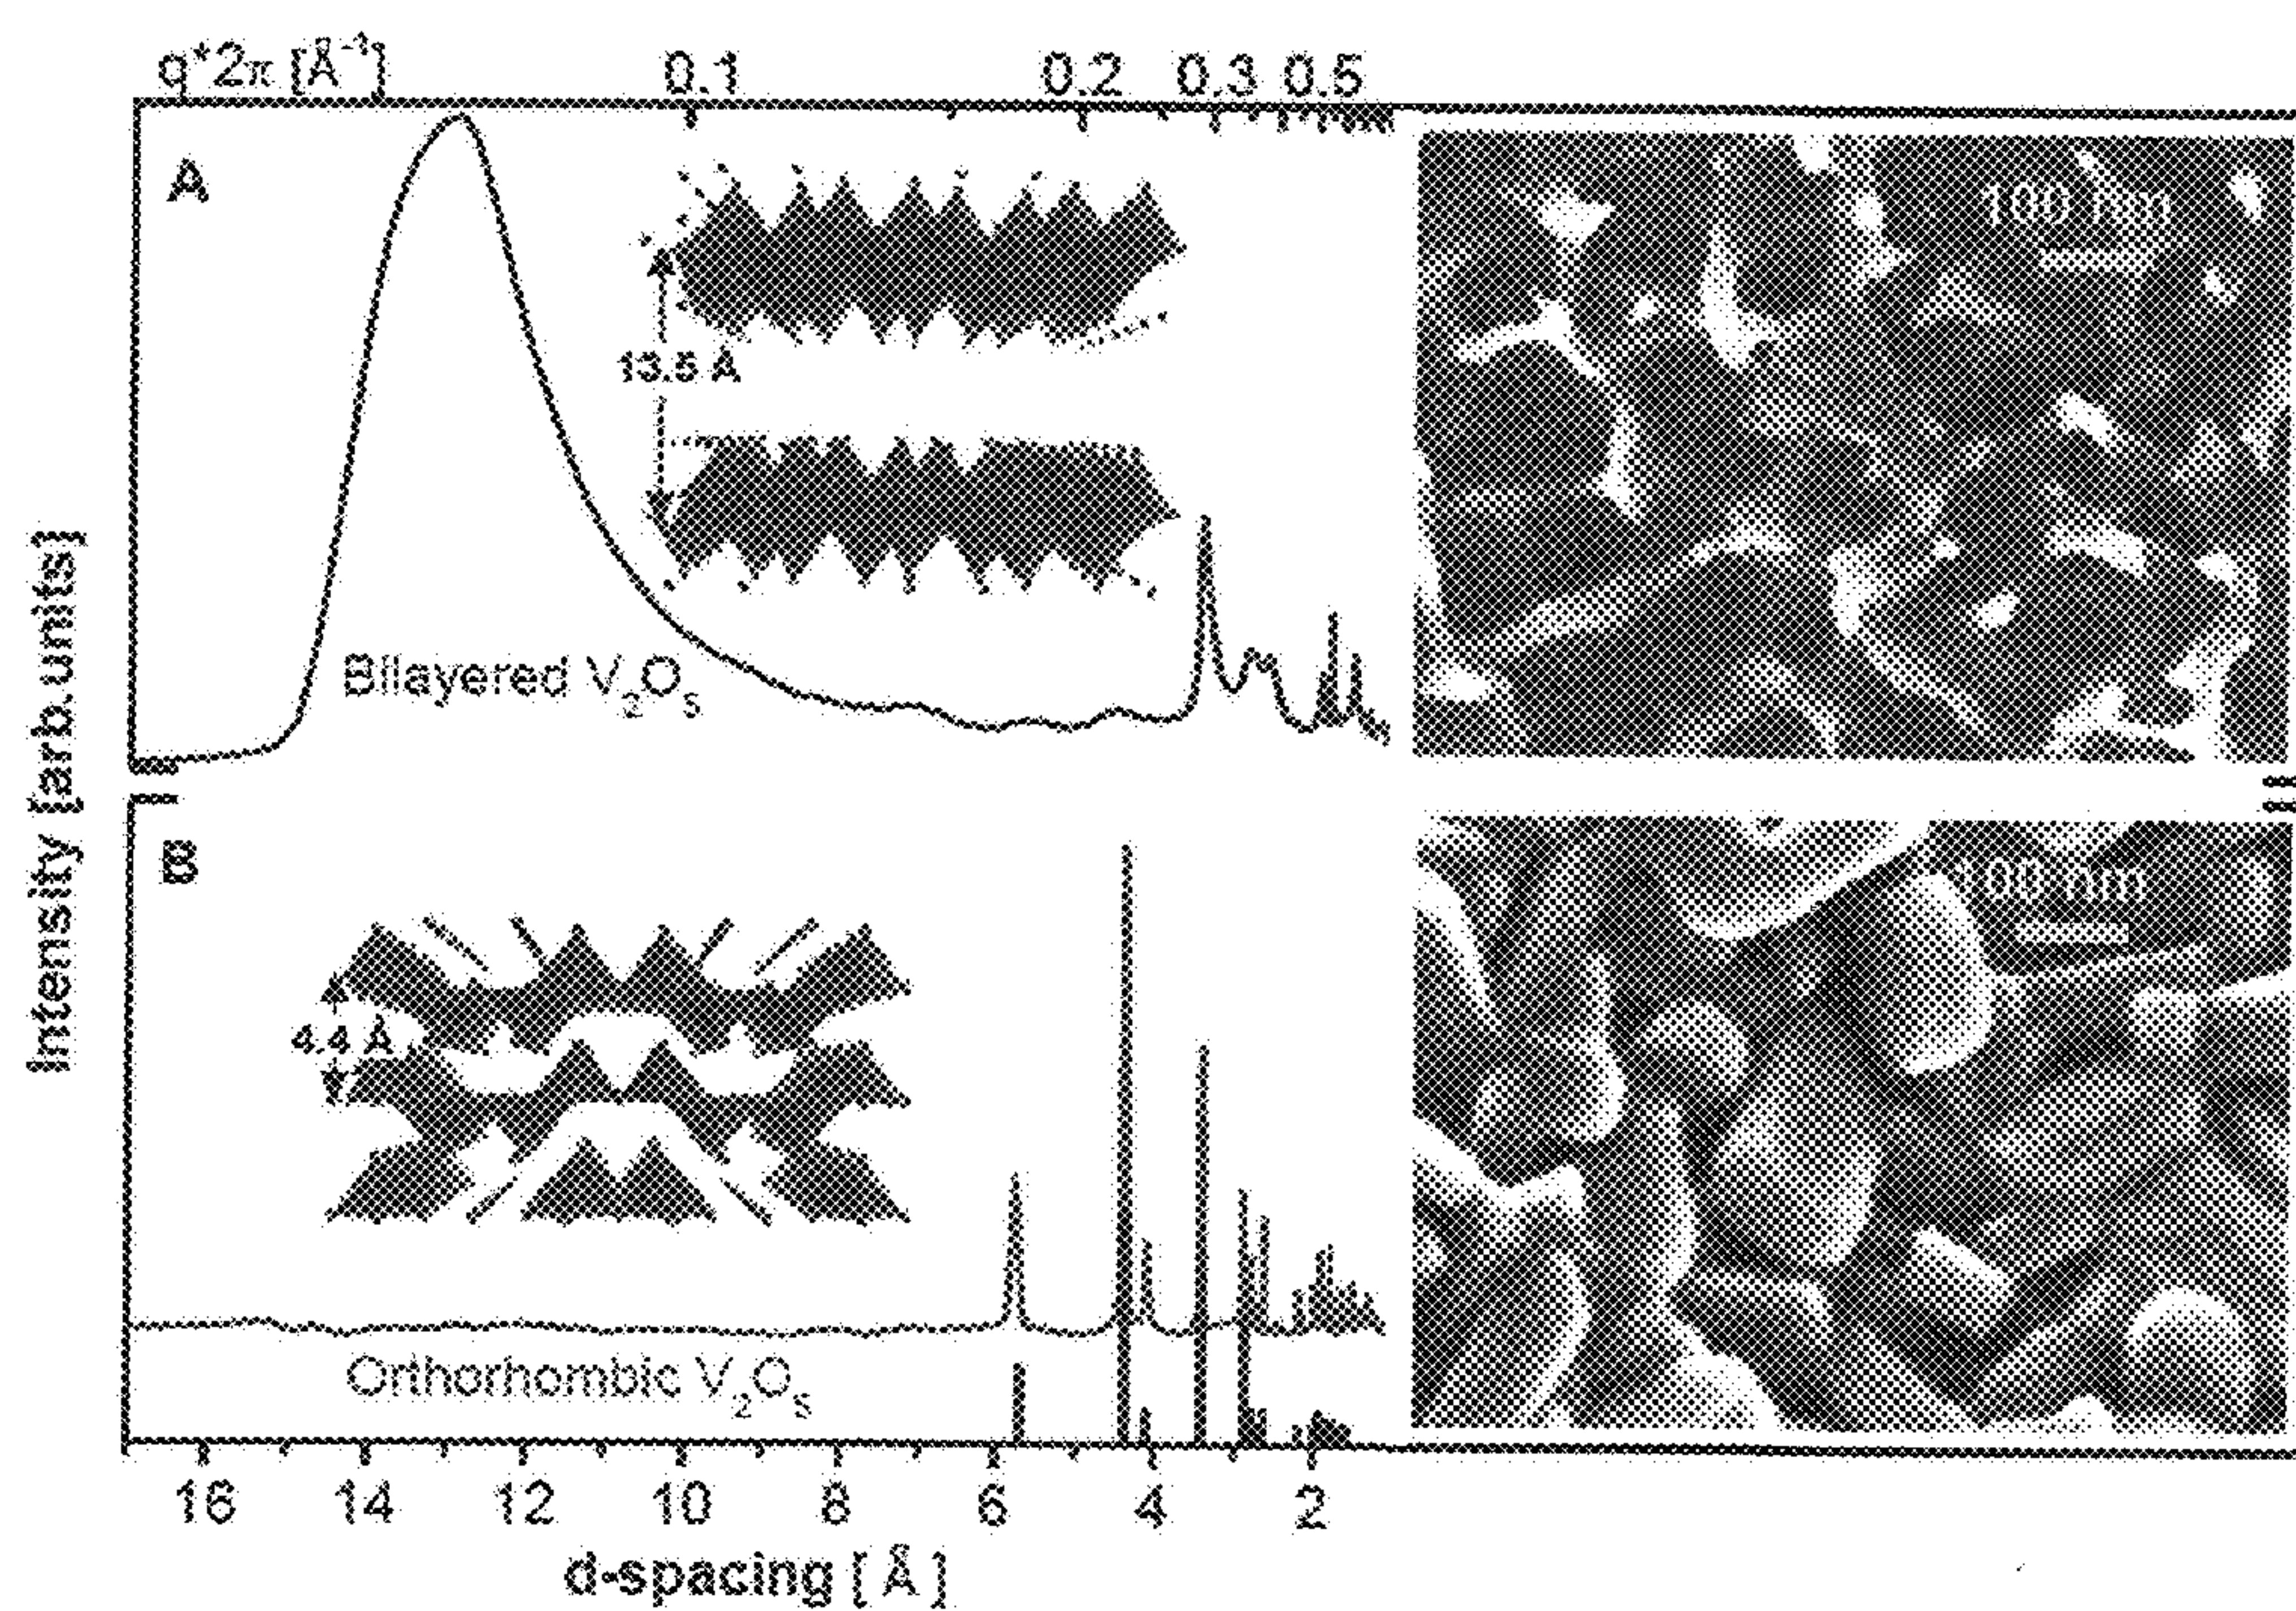 q*2π [Å⁻¹] 0.1 0.2 0.3 0.5
A
100 nm
13.5 Å
Bilayered V₂O₅
Intensity [arb.units]
B
100 nm
4.4 Å
Orthorhombic V₂O₅
16 14 12 10 8 6 4 2
d-spacing [Å]